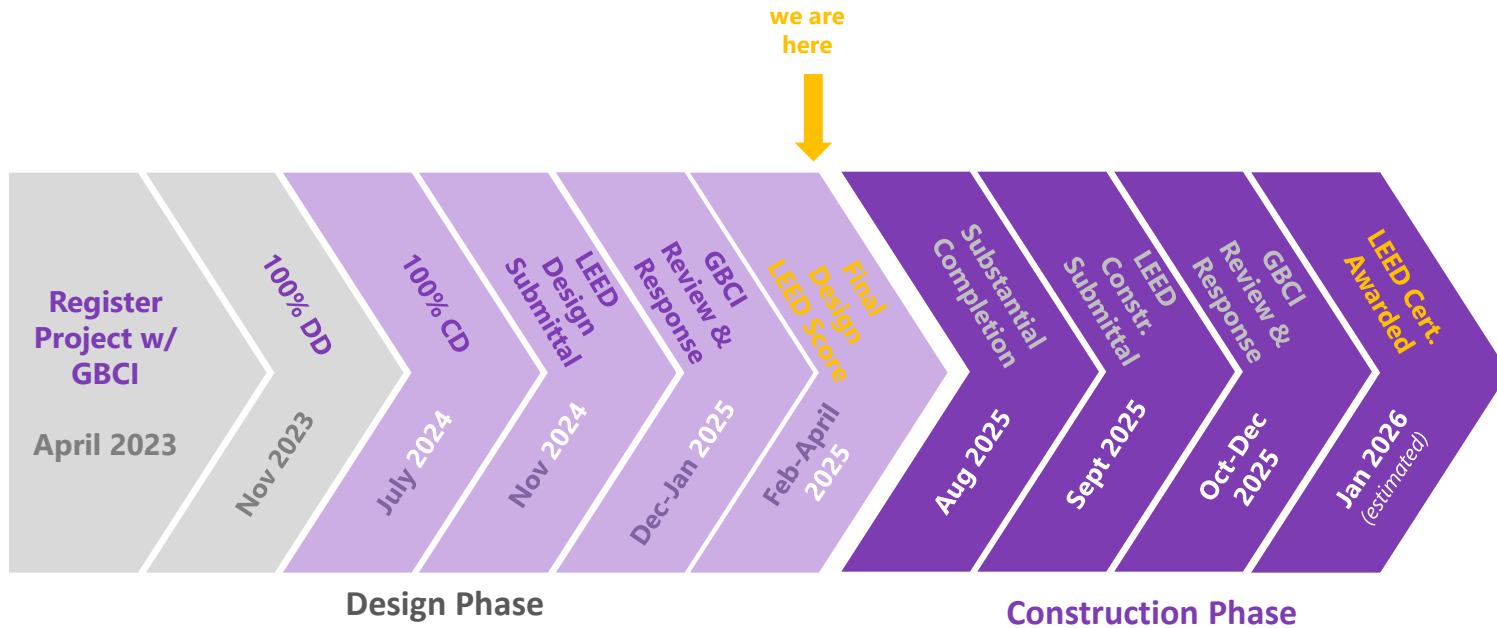 we are
here
Register
Project w/
GBCI
April 2023
100% DD
Nov 2023
100% CD
July 2024
LEED
Design
Submittal
Nov 2024
GBCI
Review &
Response
Dec-Jan 2025
Final
Design
LEED Score
Feb-April
2025
Substantial
Completion
Aug 2025
LEED
Constr.
Submittal
Sept 2025
GBCI
Review &
Response
Oct-Dec
2025
LEED Cert.
Awarded
Jan 2026
(estimated)
Design Phase
Construction Phase